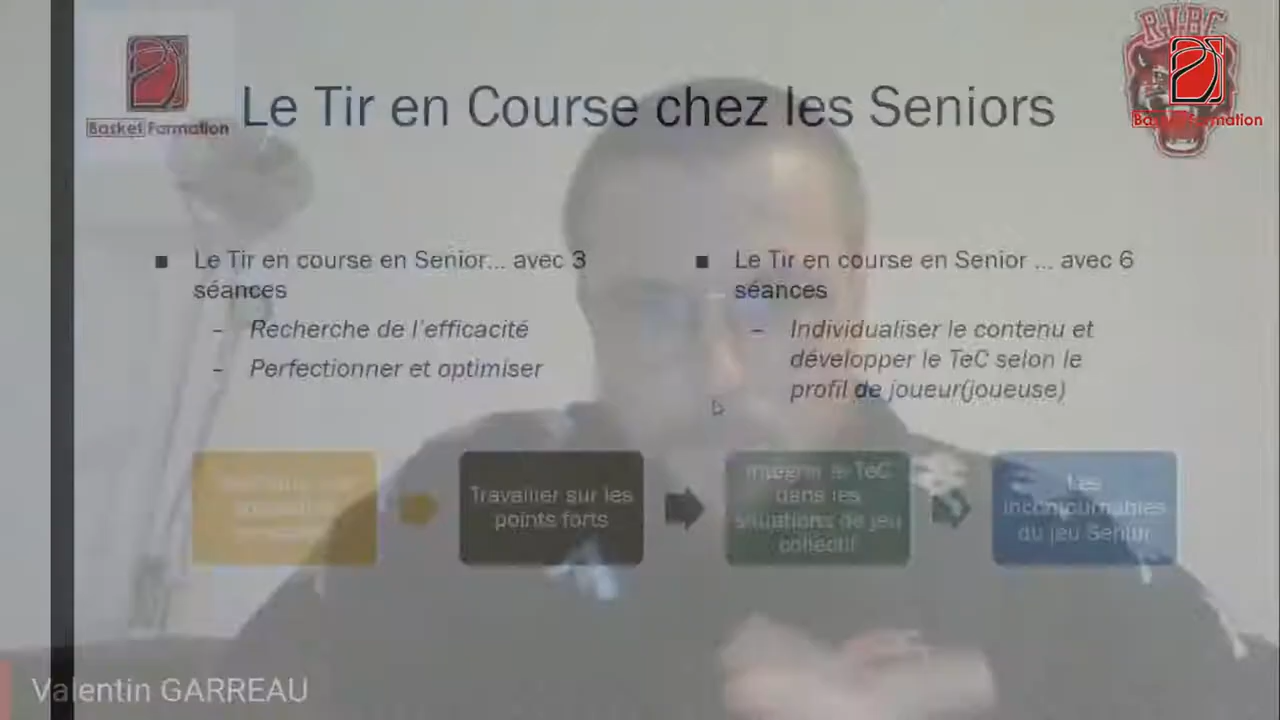 R.V.B.C
Basket Formation
Le Tir en Course chez les Seniors
Basket Formation
■ Le Tir en course en Senior... avec 3
séances
– Recherche de l'efficacité
– Perfectionner et optimiser
■ Le Tir en course en Senior ... avec 6
séances
– Individualiser le contenu et
développer le TeC selon le
profil de joueur(joueuse)
Travailler sur les
points forts
Intégrer le TeC
dans les
situations de jeu
collectif
Les
incontournables
du jeu Senior
Valentin GARREAU